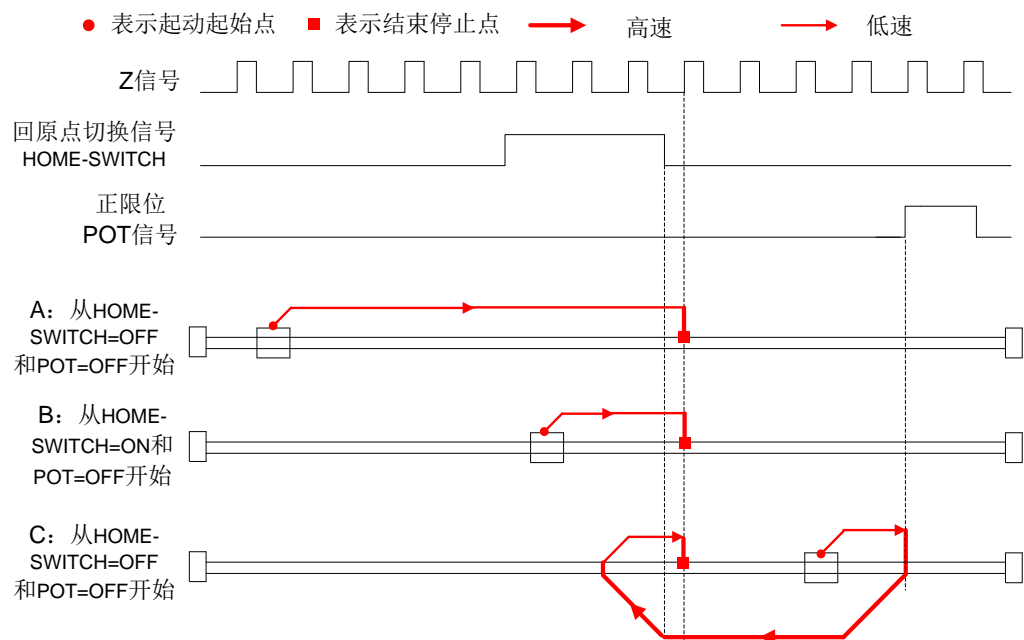 表示起动起始点 表示结束停止点 高速 低速
Z信号
回原点切换信号
HOME-SWITCH
正限位
POT信号
A：从HOME-
SWITCH=OFF
和POT=OFF开始
B：从HOME-
SWITCH=ON和
POT=OFF开始
C：从HOME-
SWITCH=OFF
和POT=OFF开始